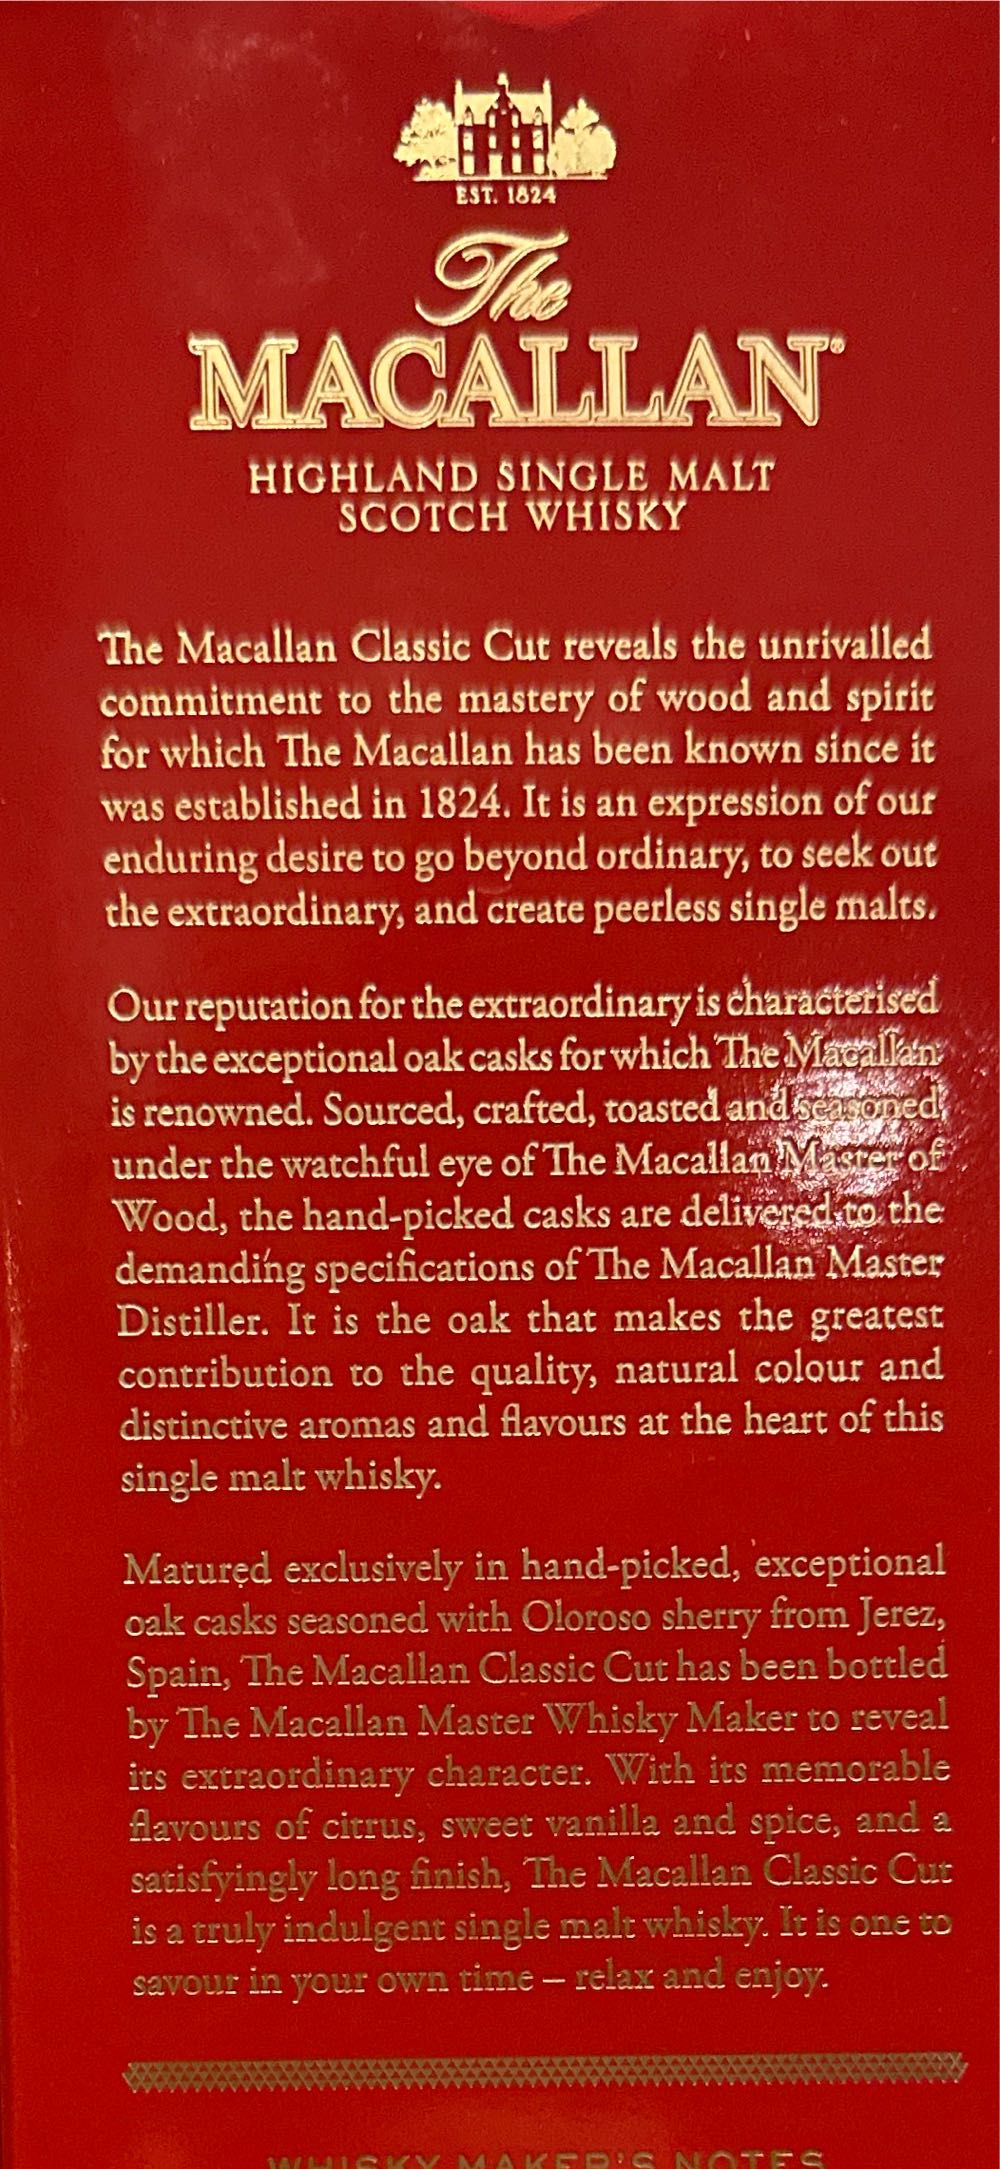 EST. 1824
The
MACALLAN®
HIGHLAND SINGLE MALT
SCOTCH WHISKY
The Macallan Classic Cut reveals the unrivalled
commitment to the mastery of wood and spirit
for which The Macallan has been known since it
was established in 1824. It is an expression of our
enduring desire to go beyond ordinary, to seek out
the extraordinary, and create peerless single malts.
Our reputation for the extraordinary is characterised
by the exceptional oak casks for which The Macallan
is renowned. Sourced, crafted, toasted and seasoned
under the watchful eye of The Macallan Master of
Wood, the hand-picked casks are delivered to the
demanding specifications of The Macallan Master
Distiller. It is the oak that makes the greatest
contribution to the quality, natural colour and
distinctive aromas and flavours at the heart of this
single malt whisky.
Matured exclusively in hand-picked, exceptional
oak casks seasoned with Oloroso sherry from Jerez,
Spain, The Macallan Classic Cut has been bottled
by The Macallan Master Whisky Maker to reveal
its extraordinary character. With its memorable
flavours of citrus, sweet vanilla and spice, and a
satisfyingly long finish, The Macallan Classic Cut
is a truly indulgent single malt whisky. It is one to
savour in your own time – relax and enjoy.
WHISKY MAKER'S NOTES